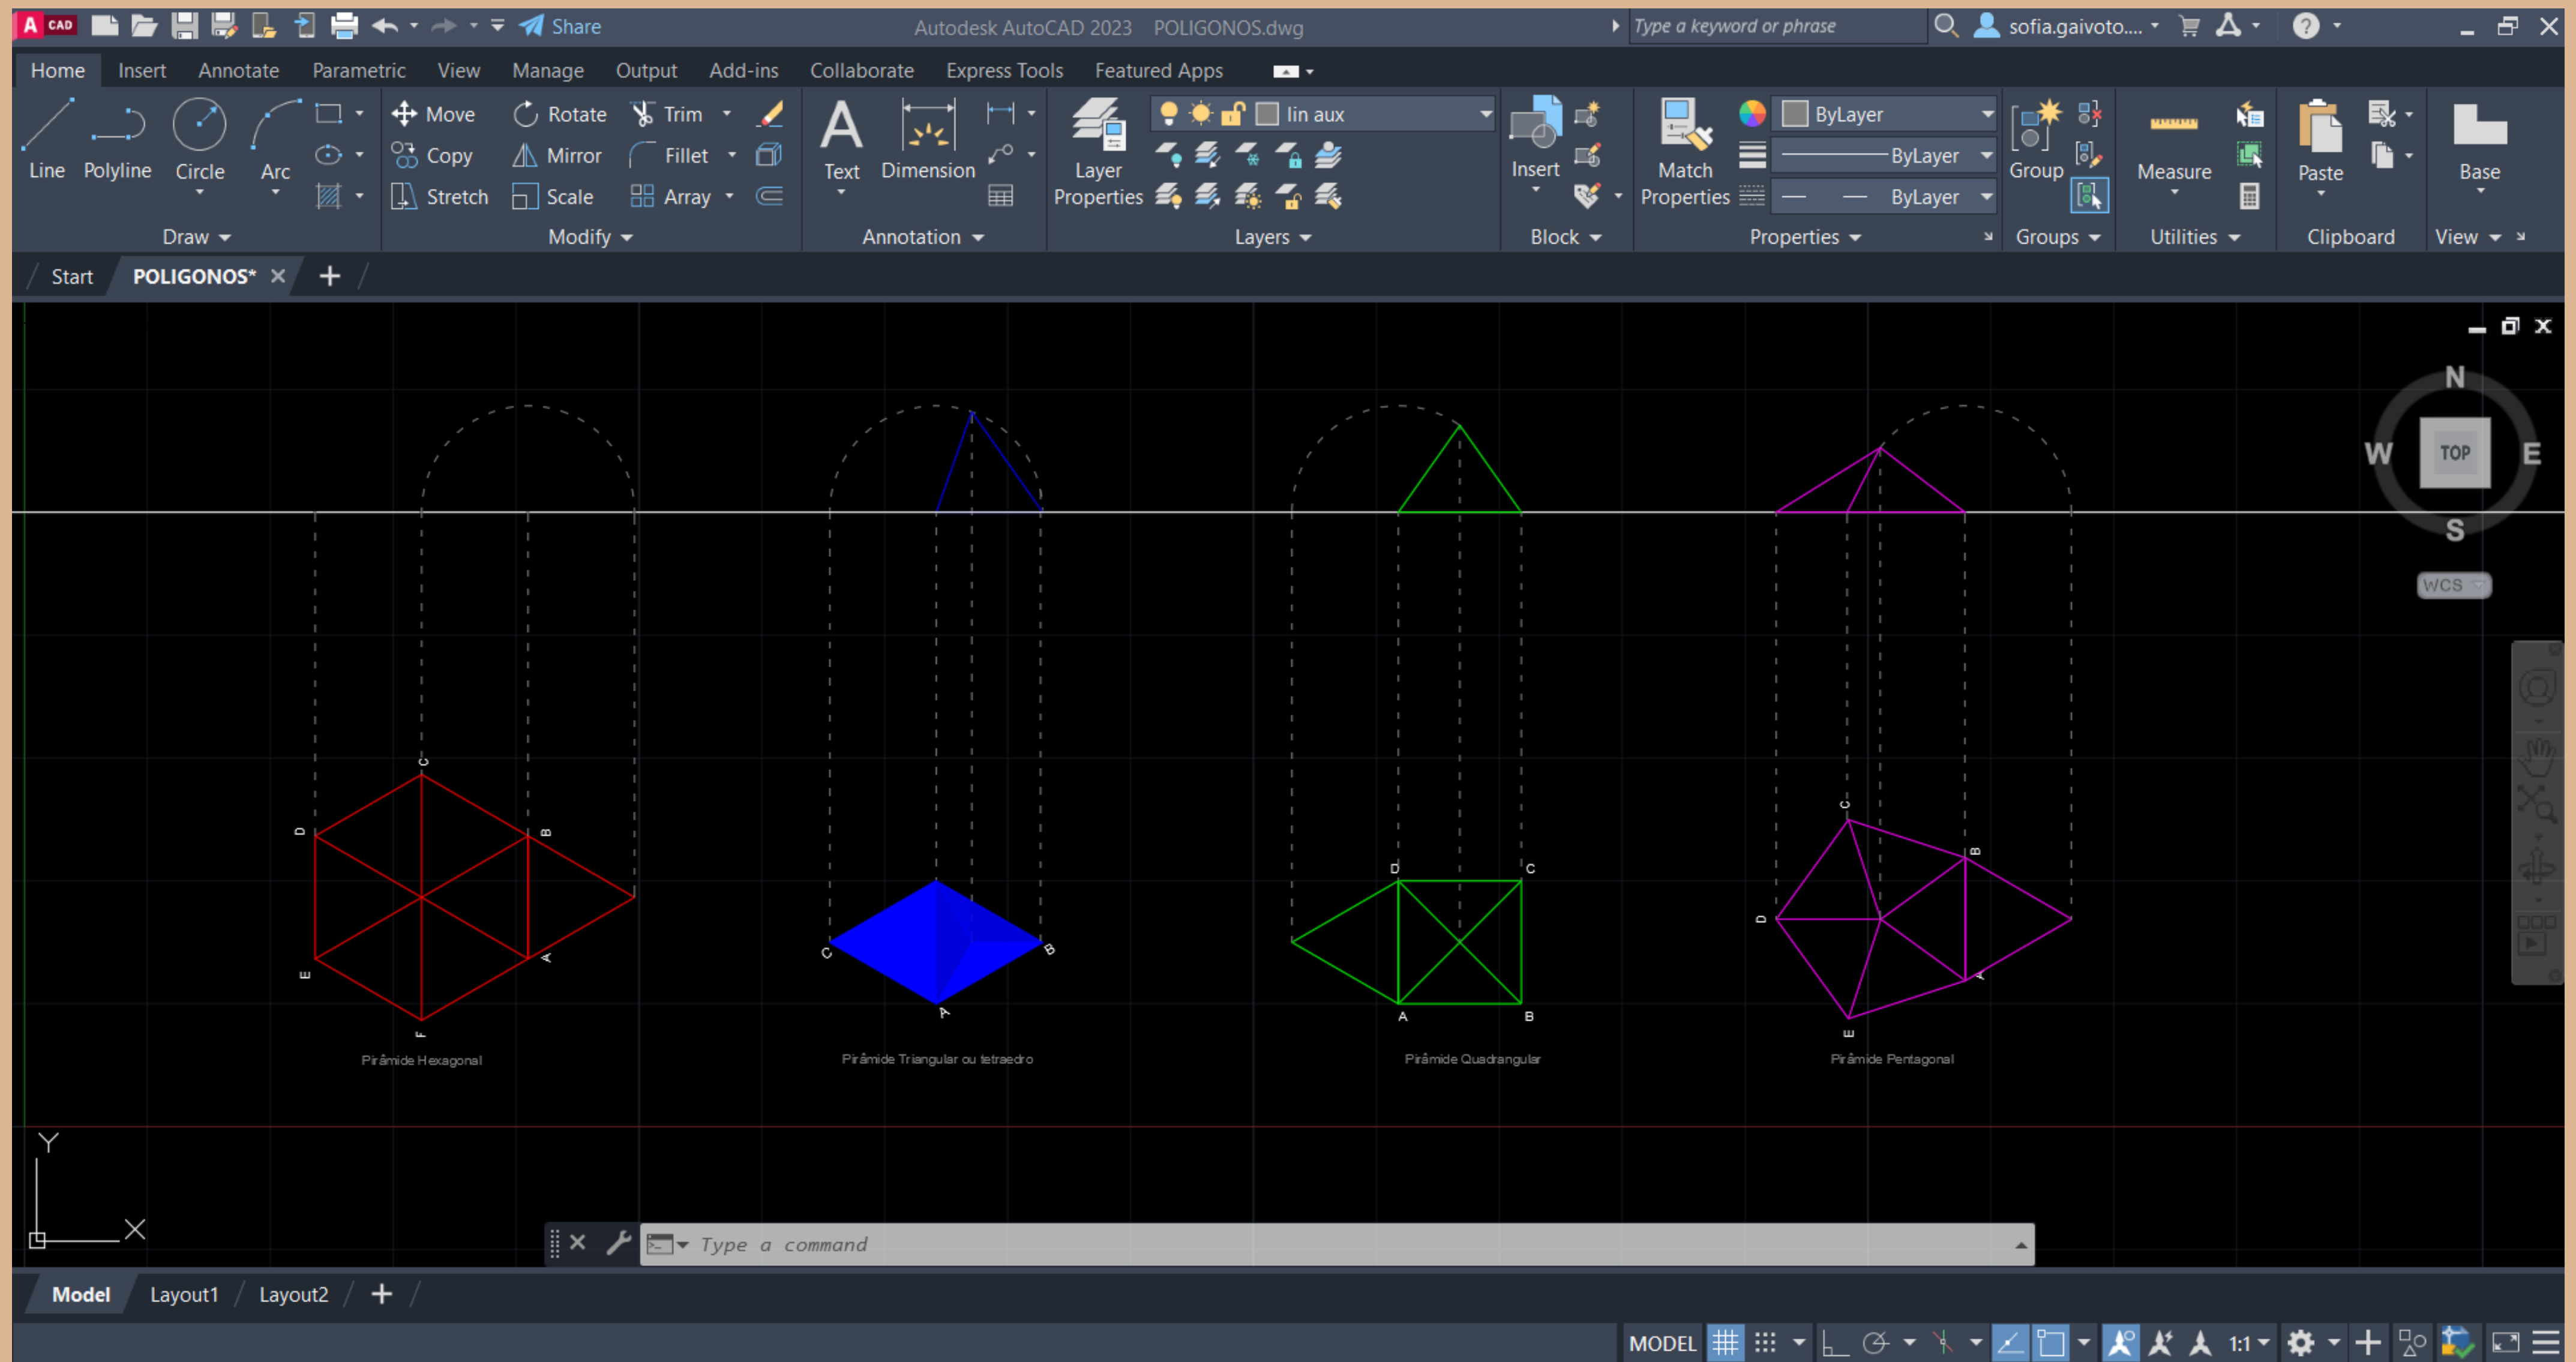 A CAD Share Autodesk AutoCAD 2023 POLIGONOS.dwg Type a keyword or phrase sofia.gaivoto....
Home Insert Annotate Parametric View Manage Output Add-ins Collaborate Express Tools Featured Apps
Line Polyline Circle Arc
Move Rotate Trim
Copy Mirror Fillet
Stretch Scale Array
Text Dimension
Layer Properties
lin aux
Insert
Match Properties
ByLayer
ByLayer
ByLayer
Group
Measure
Paste
Base
Draw Modify Annotation Layers Block Properties Groups Utilities Clipboard View
Start POLIGONOS*
N
W TOP E
S
WCS
C
D B
E A
F
Pirâmide Hexagonal
C B
A
Pirâmide Triangular ou tetraedro
D C
A B
Pirâmide Quadrangular
C
B
D
A
E
Pirâmide Pentagonal
Y
X
Type a command
Model Layout1 Layout2
MODEL 1:1